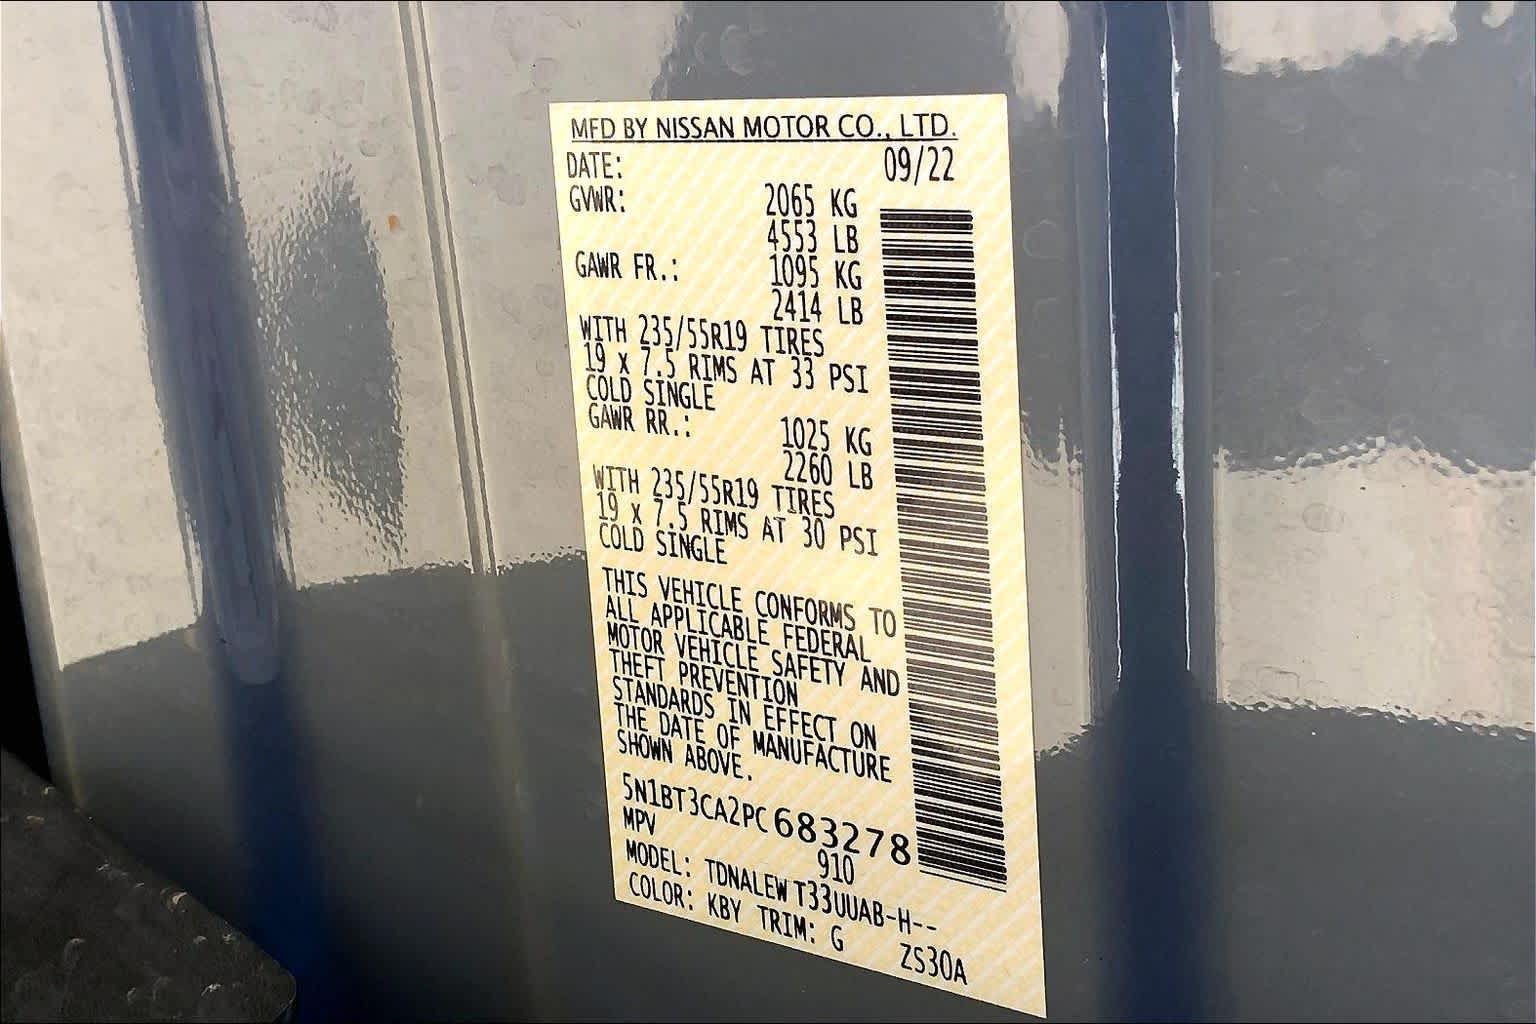 MFD BY NISSAN MOTOR CO., LTD.
DATE: 09/22
GVWR: 2065 KG
4553 LB
GAWR FR.: 1095 KG
2414 LB
WITH 235/55R19 TIRES
19 x 7.5 RIMS AT 33 PSI
COLD SINGLE
GAWR RR.: 1025 KG
2260 LB
WITH 235/55R19 TIRES
19 x 7.5 RIMS AT 30 PSI
COLD SINGLE
THIS VEHICLE CONFORMS TO
ALL APPLICABLE FEDERAL
MOTOR VEHICLE SAFETY AND
THEFT PREVENTION
STANDARDS IN EFFECT ON
THE DATE OF MANUFACTURE
SHOWN ABOVE.
5N1BT3CA2PC683278
MPV 910
MODEL: TDNALEWT33UUAB-H--
COLOR: KBY TRIM: G ZS30A